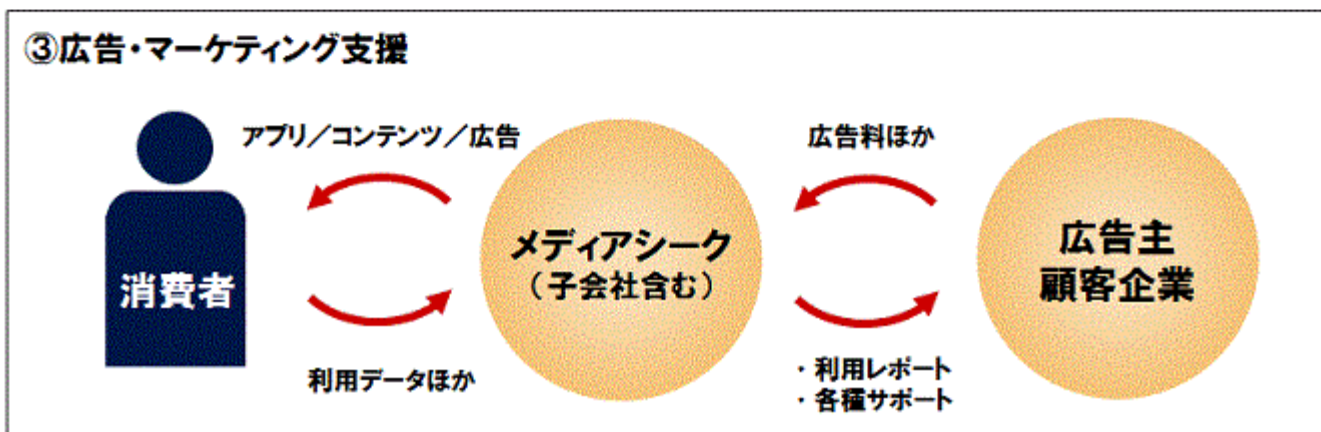 ③広告・マーケティング支援
アプリ／コンテンツ／広告
広告料ほか
消費者
メディアシーク
（子会社含む）
広告主
顧客企業
利用データほか
・利用レポート
・各種サポート